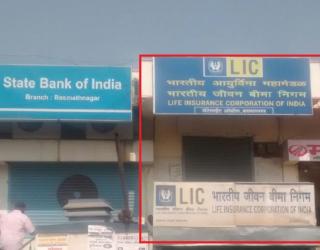 State Bank of India
Branch : Rasmathnagar
LIC
भारतीय आयुर्विमा महामंडळ
भारतीय जीवन बीमा निगम
LIFE INSURANCE CORPORATION OF INDIA
LIC
भारतीय जीवन बीमा निगम
LIFE INSURANCE CORPORATION OF INDIA